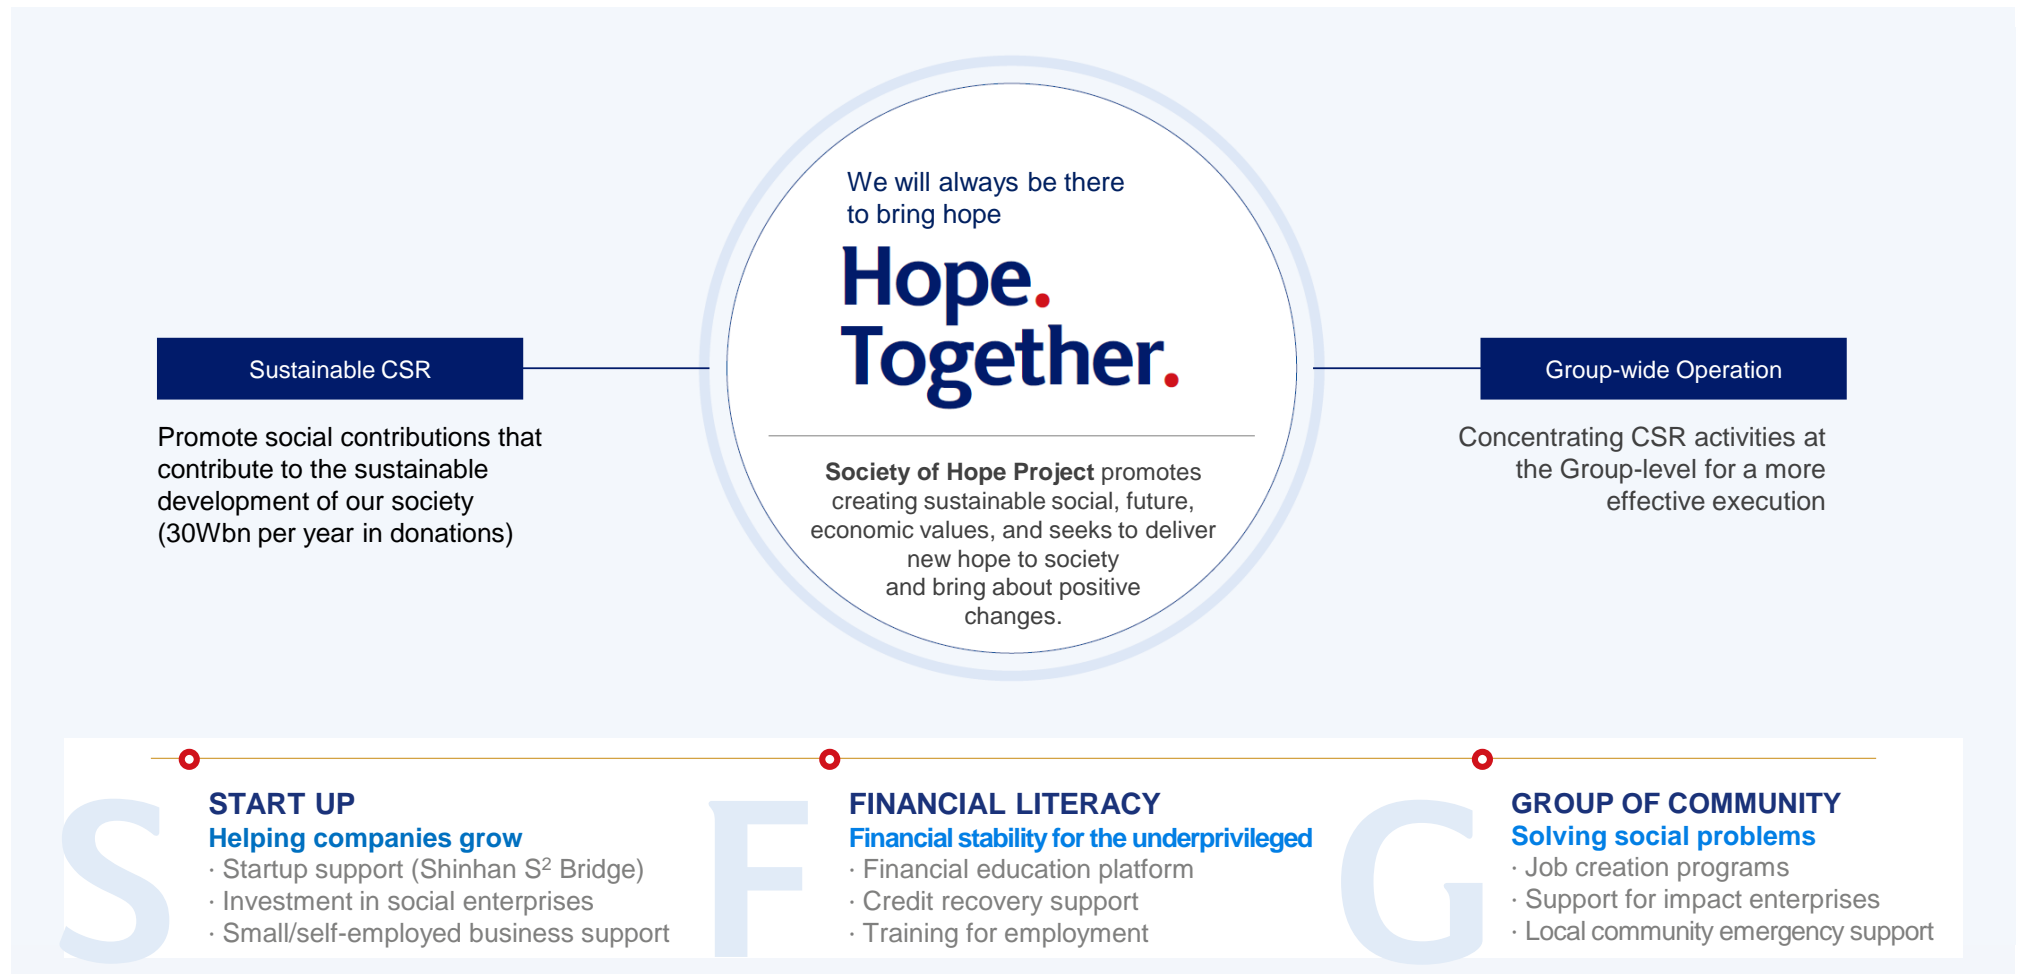 We will always be there
to bring hope
Hope.
Together.
Society of Hope Project promotes
creating sustainable social, future,
economic values, and seeks to deliver
new hope to society
and bring about positive
changes.
Sustainable CSR
Promote social contributions that
contribute to the sustainable
development of our society
(30Wbn per year in donations)
Group-wide Operation
Concentrating CSR activities at
the Group-level for a more
effective execution
S
START UP
Helping companies grow
· Startup support (Shinhan S² Bridge)
· Investment in social enterprises
· Small/self-employed business support
F
FINANCIAL LITERACY
Financial stability for the underprivileged
· Financial education platform
· Credit recovery support
· Training for employment
G
GROUP OF COMMUNITY
Solving social problems
· Job creation programs
· Support for impact enterprises
· Local community emergency support